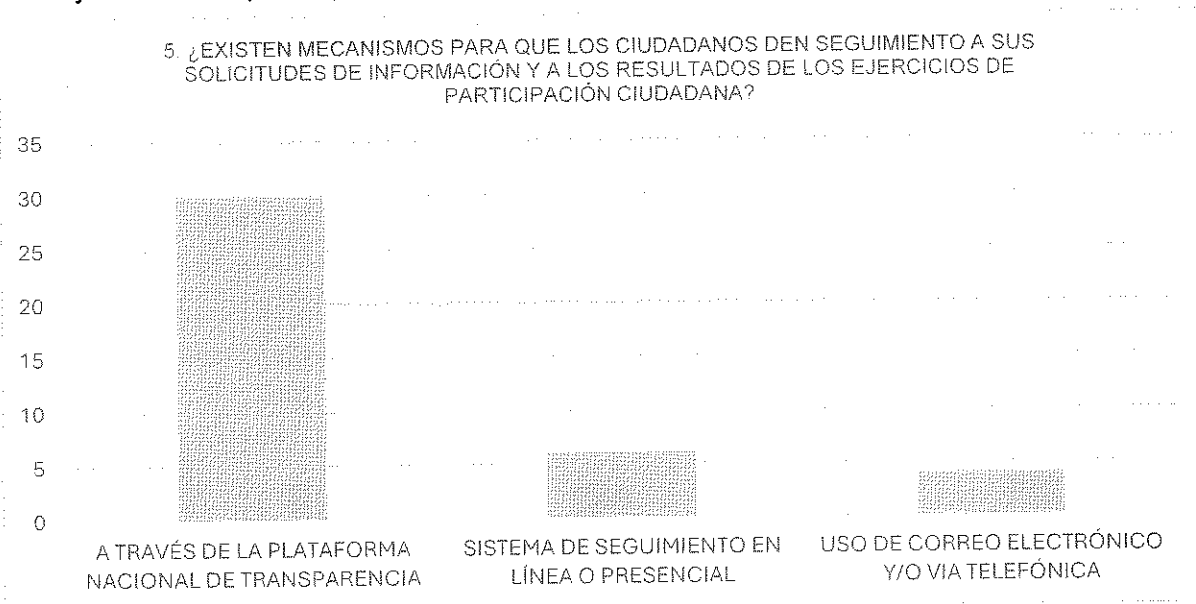 5. ¿EXISTEN MECANISMOS PARA QUE LOS CIUDADANOS DEN SEGUIMIENTO A SUS
SOLICITUDES DE INFORMACIÓN Y A LOS RESULTADOS DE LOS EJERCICIOS DE
PARTICIPACIÓN CIUDADANA?
35
30
25
20
15
10
5
0
A TRAVÉS DE LA PLATAFORMA
NACIONAL DE TRANSPARENCIA
SISTEMA DE SEGUIMIENTO EN
LÍNEA O PRESENCIAL
USO DE CORREO ELECTRÓNICO
Y/O VIA TELEFÓNICA